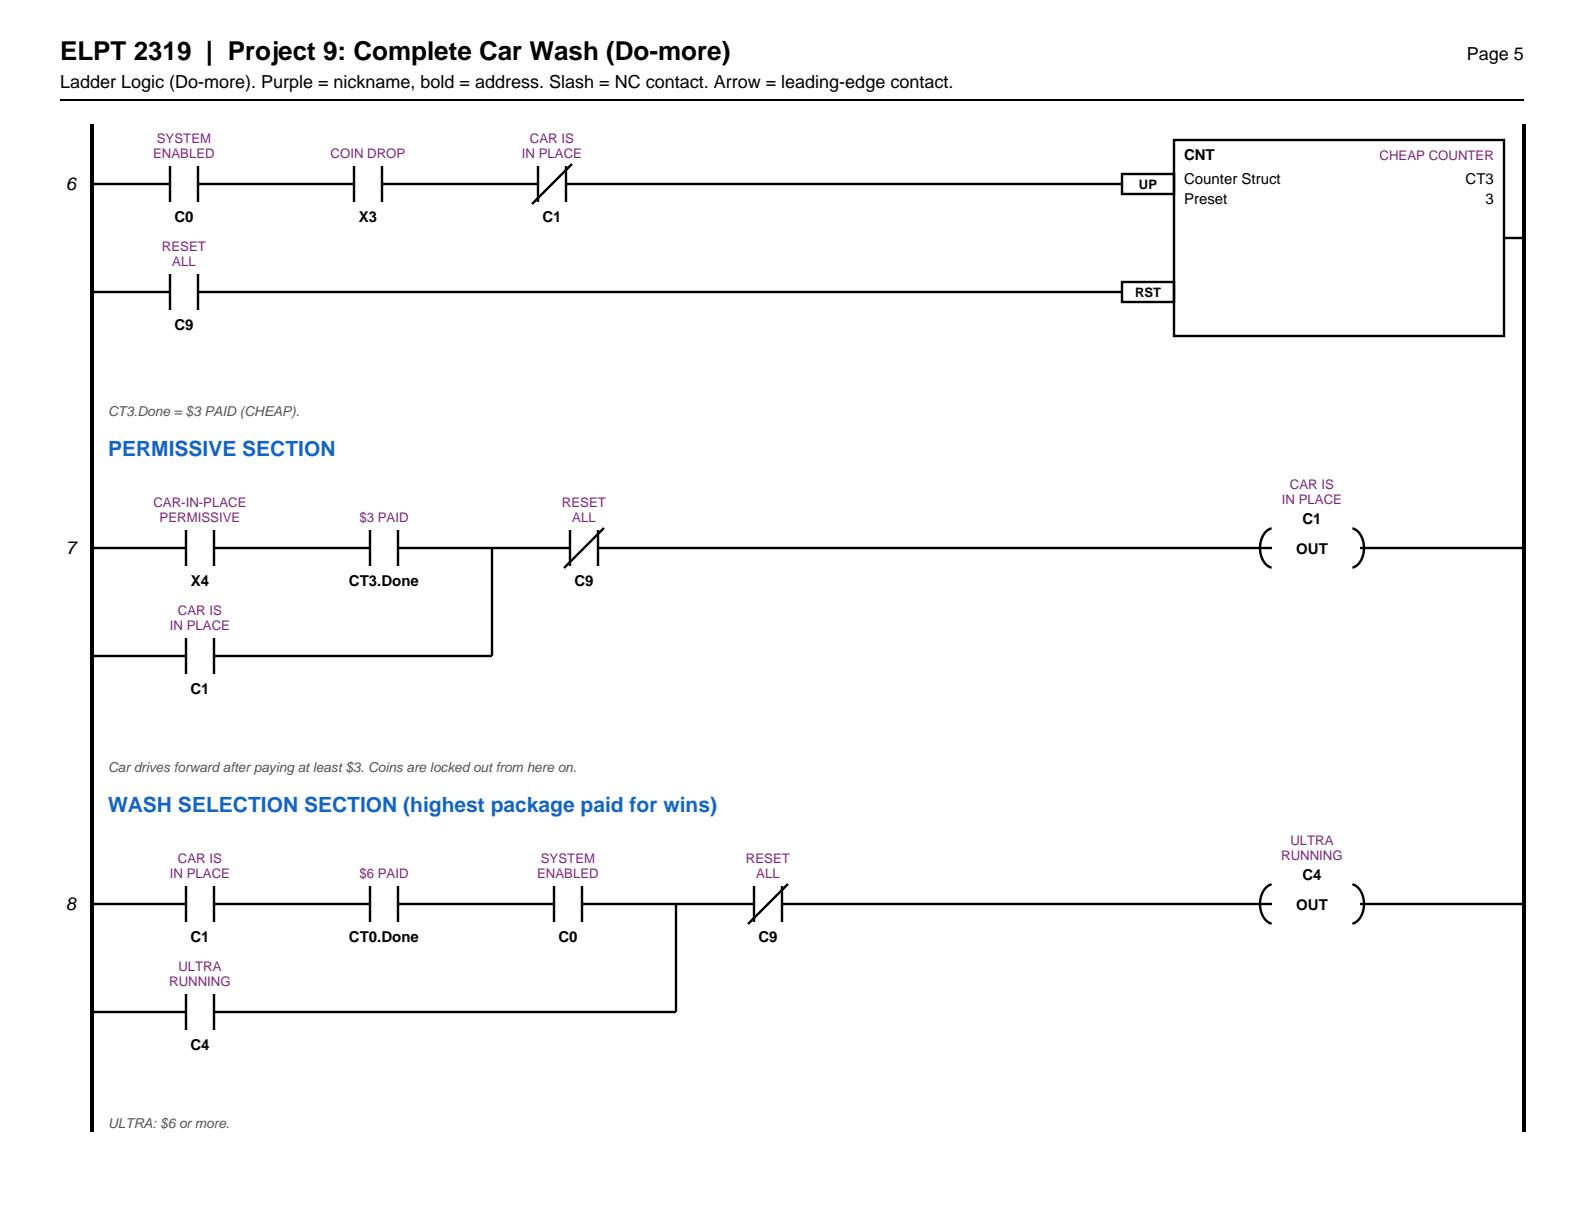 ELPT 2319 | Project 9: Complete Car Wash (Do-more)
Page 5
Ladder Logic (Do-more). Purple = nickname, bold = address. Slash = NC contact. Arrow = leading-edge contact.
6
SYSTEM
ENABLED
C0
COIN DROP
X3
CAR IS
IN PLACE
C1
UP
CNT
CHEAP COUNTER
Counter Struct
CT3
Preset
3
RESET
ALL
C9
RST
CT3.Done = $3 PAID (CHEAP).
PERMISSIVE SECTION
7
CAR-IN-PLACE
PERMISSIVE
X4
$3 PAID
CT3.Done
RESET
ALL
C9
CAR IS
IN PLACE
C1
OUT
CAR IS
IN PLACE
C1
Car drives forward after paying at least $3. Coins are locked out from here on.
WASH SELECTION SECTION (highest package paid for wins)
8
CAR IS
IN PLACE
C1
$6 PAID
CT0.Done
SYSTEM
ENABLED
C0
RESET
ALL
C9
ULTRA
RUNNING
C4
OUT
ULTRA
RUNNING
C4
ULTRA: $6 or more.